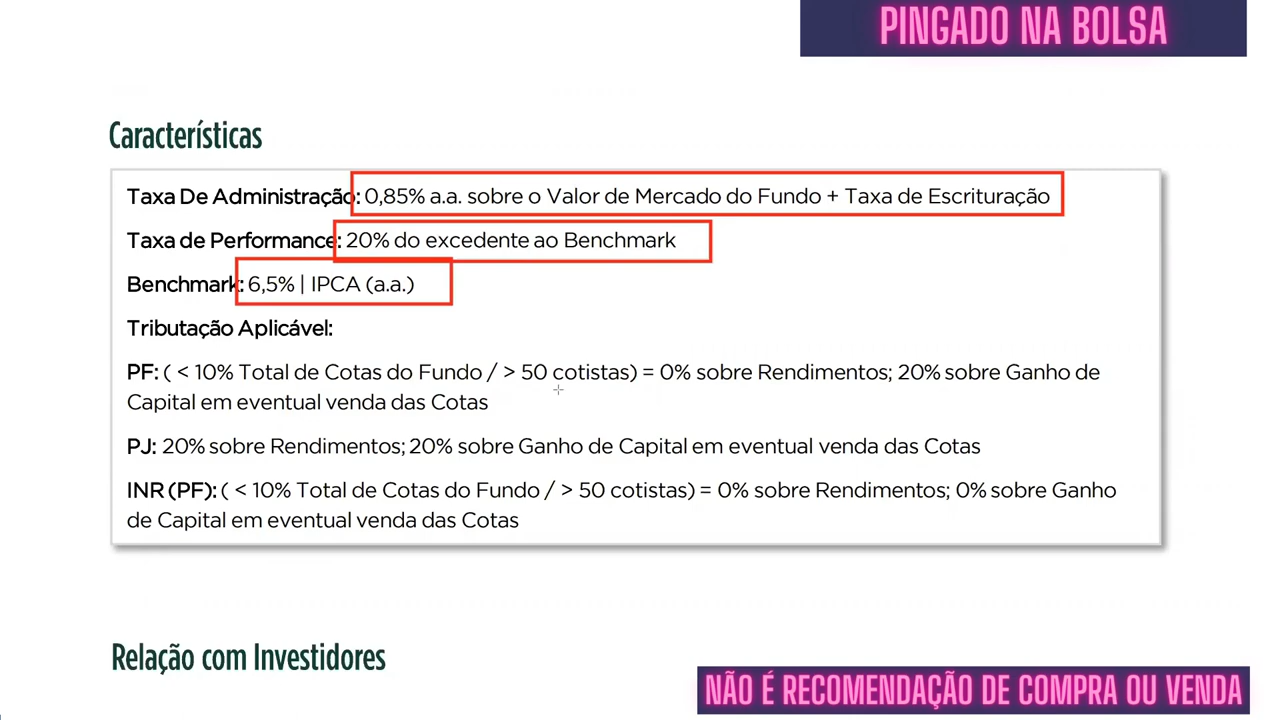 PINGADO NA BOLSA
Características
Taxa De Administração: 0,85% a.a. sobre o Valor de Mercado do Fundo + Taxa de Escrituração
Taxa de Performance: 20% do excedente ao Benchmark
Benchmark: 6,5% | IPCA (a.a.)
Tributação Aplicável:
PF: ( < 10% Total de Cotas do Fundo / > 50 cotistas) = 0% sobre Rendimentos; 20% sobre Ganho de
Capital em eventual venda das Cotas
PJ: 20% sobre Rendimentos; 20% sobre Ganho de Capital em eventual venda das Cotas
INR (PF): ( < 10% Total de Cotas do Fundo / > 50 cotistas) = 0% sobre Rendimentos; 0% sobre Ganho
de Capital em eventual venda das Cotas
Relação com Investidores
NÃO É RECOMENDAÇÃO DE COMPRA OU VENDA